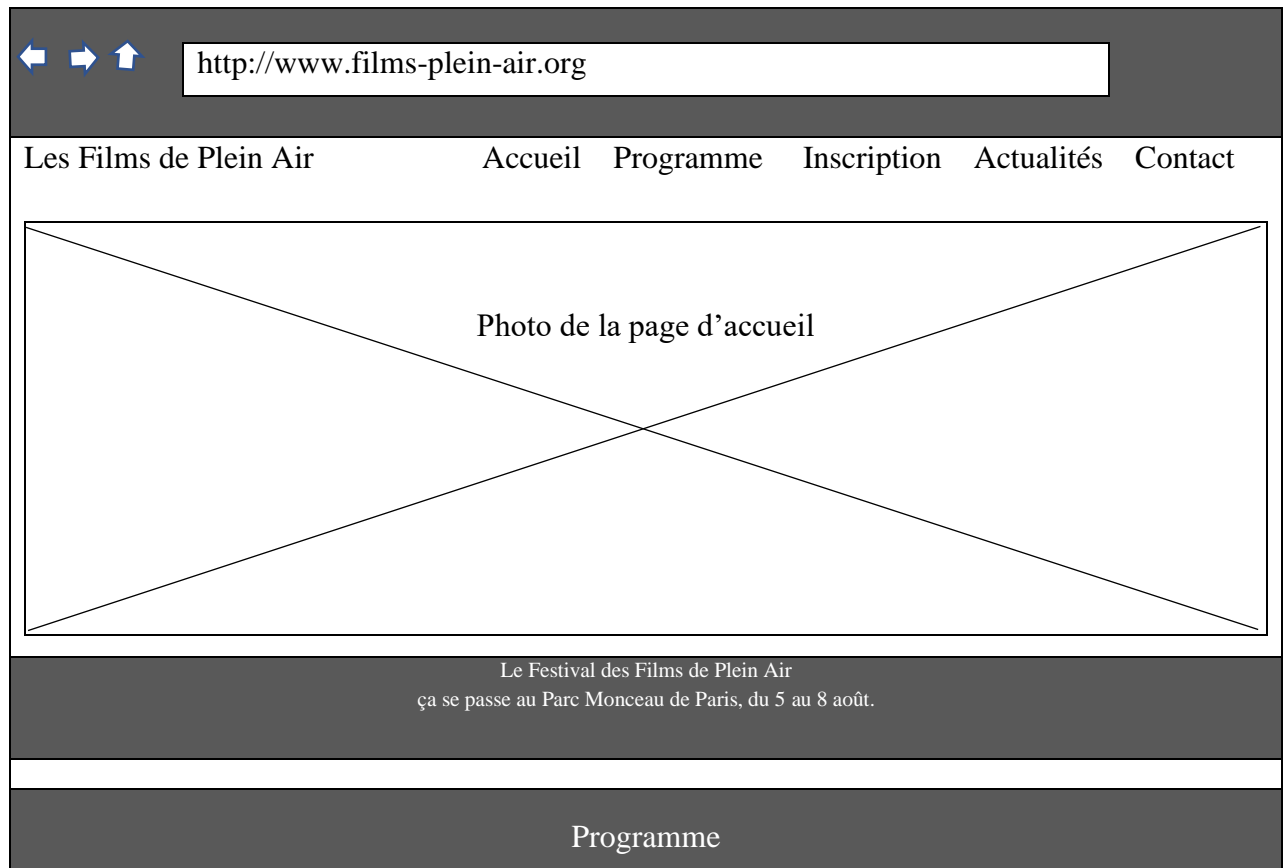 http://www.films-plein-air.org
Les Films de Plein Air Accueil Programme Inscription Actualités Contact
Photo de la page d’accueil
Le Festival des Films de Plein Air
ça se passe au Parc Monceau de Paris, du 5 au 8 août.
Programme